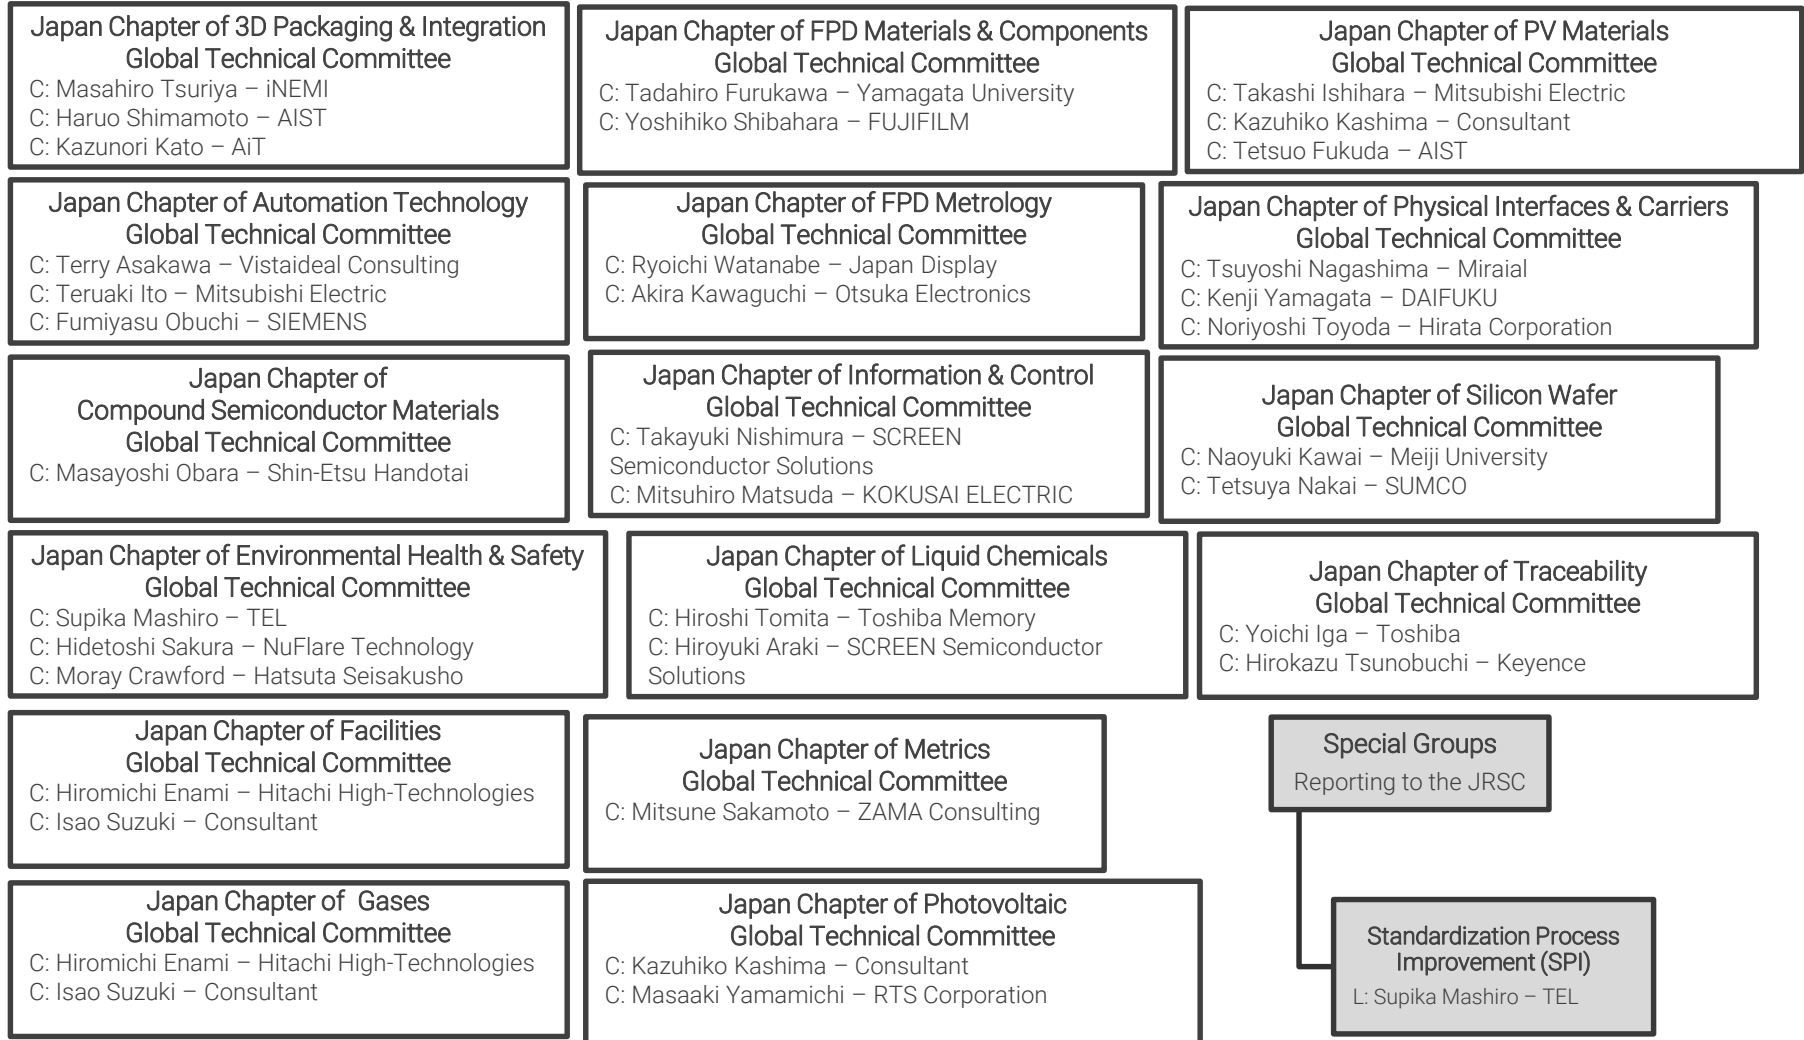 Japan Chapter of 3D Packaging & Integration
Global Technical Committee
C: Masahiro Tsuriya – iNEMI
C: Haruo Shimamoto – AIST
C: Kazunori Kato – AiT
Japan Chapter of FPD Materials & Components
Global Technical Committee
C: Tadahiro Furukawa – Yamagata University
C: Yoshihiko Shibahara – FUJIFILM
Japan Chapter of PV Materials
Global Technical Committee
C: Takashi Ishihara – Mitsubishi Electric
C: Kazuhiko Kashima – Consultant
C: Tetsuo Fukuda – AIST
Japan Chapter of Automation Technology
Global Technical Committee
C: Terry Asakawa – Vistaideal Consulting
C: Teruaki Ito – Mitsubishi Electric
C: Fumiyasu Obuchi – SIEMENS
Japan Chapter of FPD Metrology
Global Technical Committee
C: Ryoichi Watanabe – Japan Display
C: Akira Kawaguchi – Otsuka Electronics
Japan Chapter of Physical Interfaces & Carriers
Global Technical Committee
C: Tsuyoshi Nagashima – Miraial
C: Kenji Yamagata – DAIFUKU
C: Noriyoshi Toyoda – Hirata Corporation
Japan Chapter of
Compound Semiconductor Materials
Global Technical Committee
C: Masayoshi Obara – Shin-Etsu Handotai
Japan Chapter of Information & Control
Global Technical Committee
C: Takayuki Nishimura – SCREEN
Semiconductor Solutions
C: Mitsuhiro Matsuda – KOKUSAI ELECTRIC
Japan Chapter of Silicon Wafer
Global Technical Committee
C: Naoyuki Kawai – Meiji University
C: Tetsuya Nakai – SUMCO
Japan Chapter of Environmental Health & Safety
Global Technical Committee
C: Supika Mashiro – TEL
C: Hidetoshi Sakura – NuFlare Technology
C: Moray Crawford – Hatsuta Seisakusho
Japan Chapter of Liquid Chemicals
Global Technical Committee
C: Hiroshi Tomita – Toshiba Memory
C: Hiroyuki Araki – SCREEN Semiconductor
Solutions
Japan Chapter of Traceability
Global Technical Committee
C: Yoichi Iga – Toshiba
C: Hirokazu Tsunobuchi – Keyence
Japan Chapter of Facilities
Global Technical Committee
C: Hiromichi Enami – Hitachi High-Technologies
C: Isao Suzuki – Consultant
Japan Chapter of Metrics
Global Technical Committee
C: Mitsune Sakamoto – ZAMA Consulting
Special Groups
Reporting to the JRSC
Japan Chapter of Gases
Global Technical Committee
C: Hiromichi Enami – Hitachi High-Technologies
C: Isao Suzuki – Consultant
Japan Chapter of Photovoltaic
Global Technical Committee
C: Kazuhiko Kashima – Consultant
C: Masaaki Yamamichi – RTS Corporation
Standardization Process
Improvement (SPI)
L: Supika Mashiro – TEL